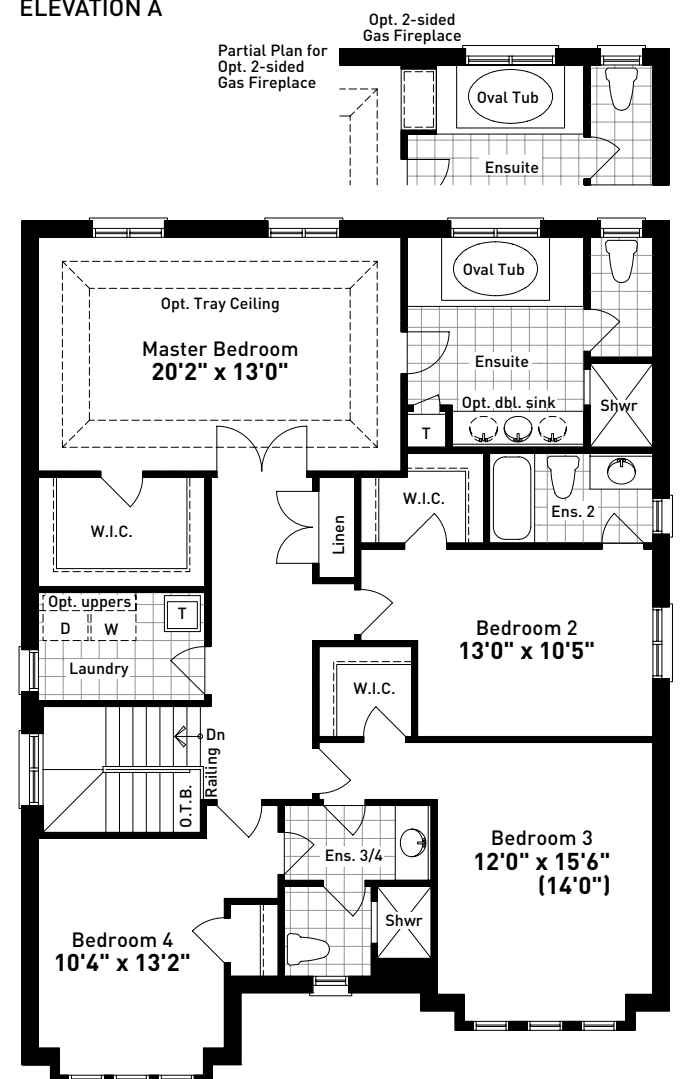 ELEVATION A
Opt. 2-sided
Gas Fireplace
Partial Plan for
Opt. 2-sided
Gas Fireplace
Oval Tub
Ensuite
Oval Tub
Opt. Tray Ceiling
Master Bedroom
20'2" x 13'0"
Ensuite
Opt. dbl. sink
Shwr
T
W.I.C.
W.I.C.
Linen
Ens. 2
Opt. uppers
D
W
T
Laundry
Bedroom 2
13'0" x 10'5"
W.I.C.
Dn
Railing
O.T.B.
Ens. 3/4
Bedroom 3
12'0" x 15'6"
(14'0")
Shwr
Bedroom 4
10'4" x 13'2"